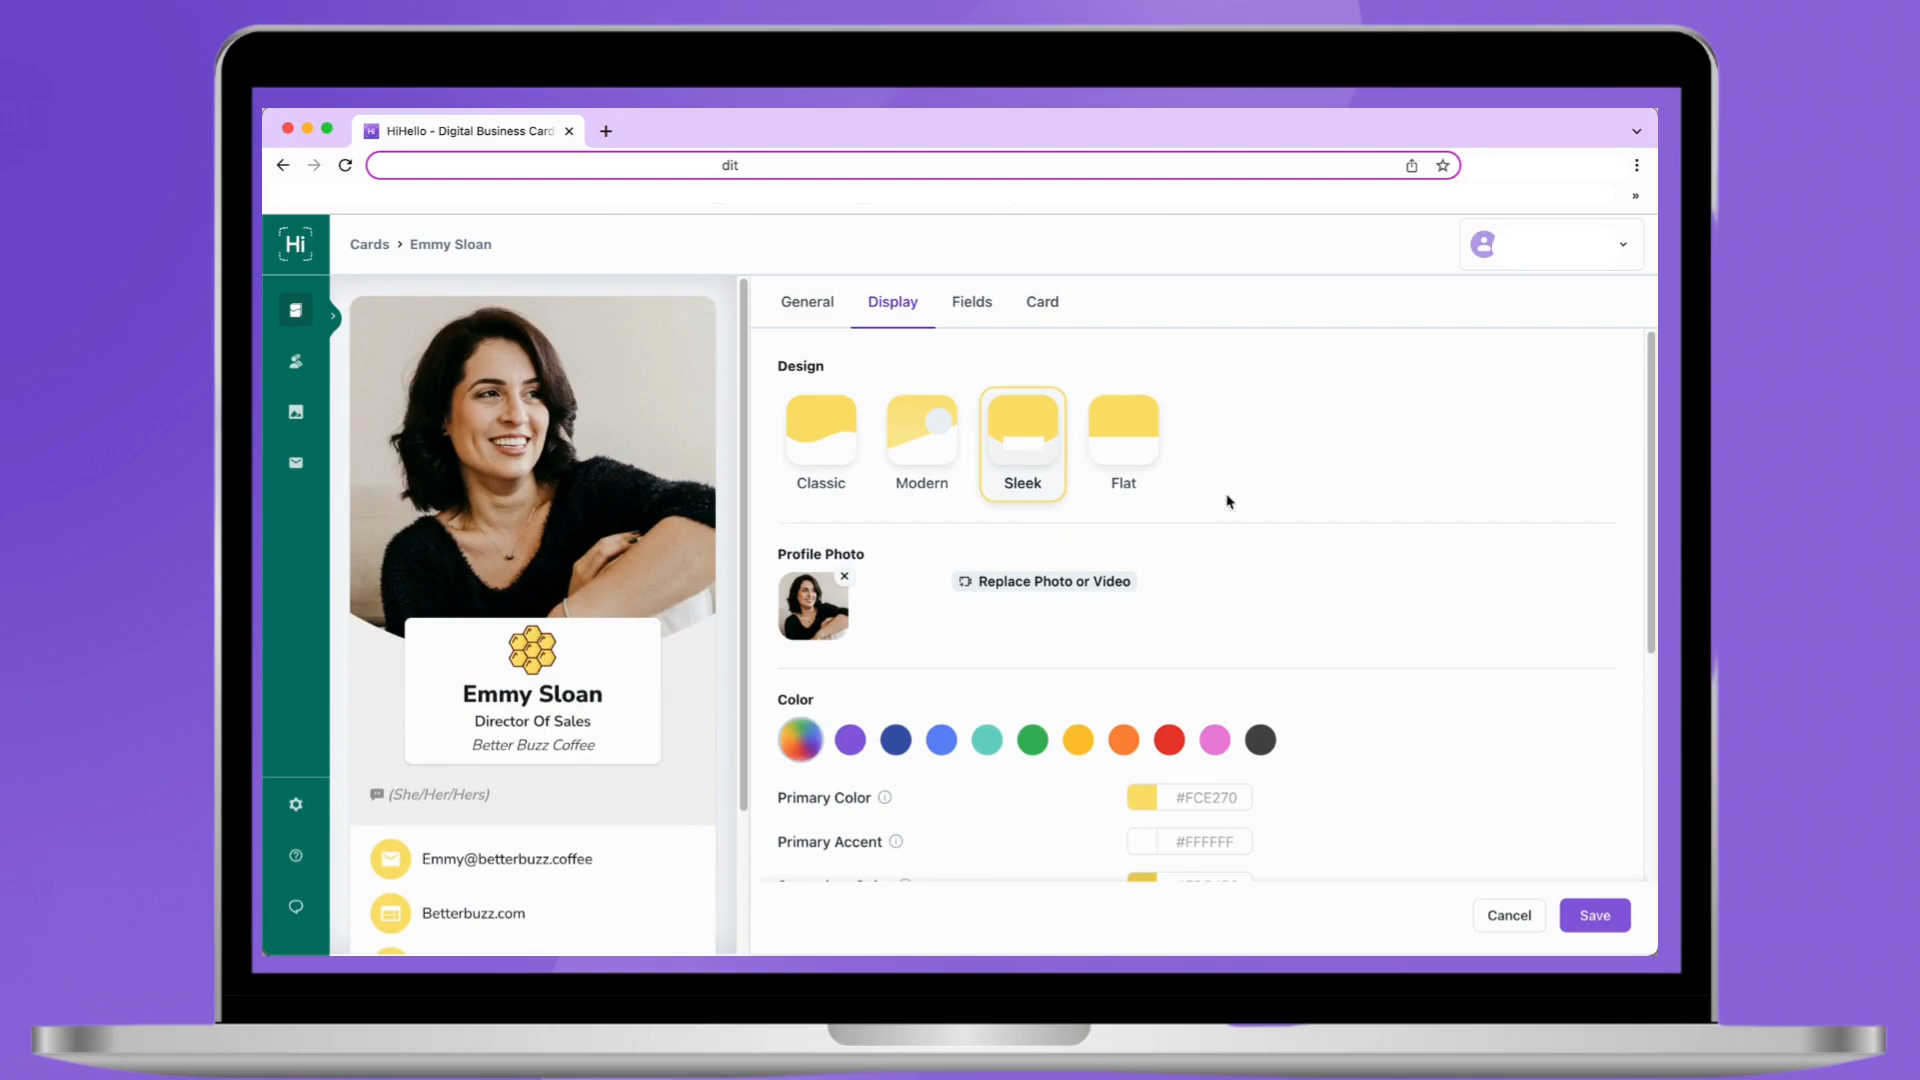 HiHello - Digital Business Card
dit
Hi
Cards › Emmy Sloan
General
Display
Fields
Card
Design
Classic
Modern
Sleek
Flat
Profile Photo
Replace Photo or Video
Color
Primary Color
#FCE270
Primary Accent
#FFFFFF
Cancel
Save
Emmy Sloan
Director Of Sales
Better Buzz Coffee
(She/Her/Hers)
Emmy@betterbuzz.coffee
Betterbuzz.com